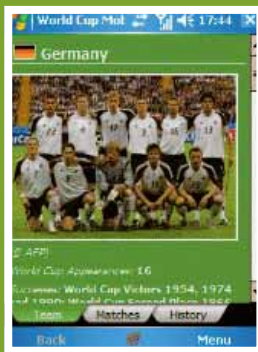 World Cup Mob 17:44
Germany
(© AFP)
World Cup Appearances: 16
Successes: World Cup Victors 1954, 1974
and 1990; World Cup Second Place 1966
Team Matches History
Back Menu